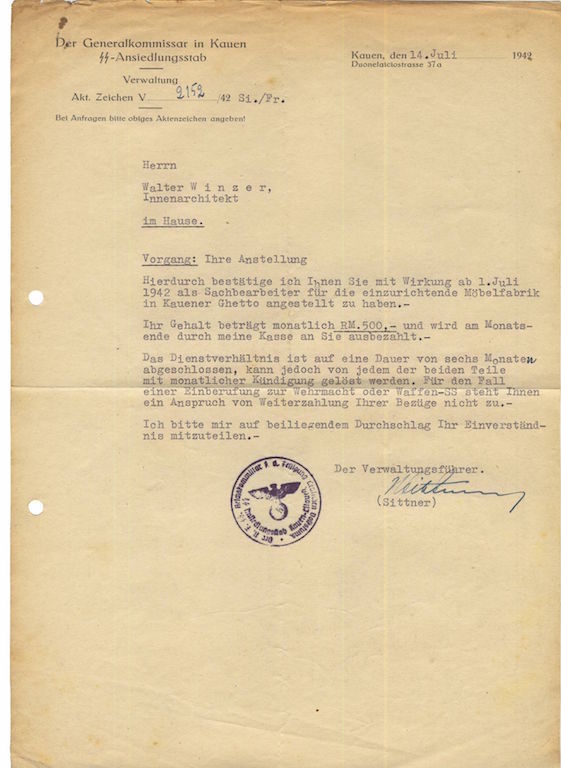 Der Generalkommissar in Kauen
ᛋᛋ-Ansiedlungsstab
Verwaltung
Akt. Zeichen V 2152 /42 Si./Fr.
Bei Anfragen bitte obiges Aktenzeichen angeben!
Kauen, den 14. Juli 1942
Duonelaiciostrasse 37a
Herrn
Walter W i n z e r,
Innenarchitekt
im Hause.
Vorgang: Ihre Anstellung
Hierdurch bestätige ich Ihnen Sie mit Wirkung ab 1.Juli
1942 als Sachbearbeiter für die einzurichtende Möbelfabrik
in Kauener Ghetto angestellt zu haben.-
Ihr Gehalt beträgt monatlich RM.500,- und wird am Monats-
ende durch meine Kasse an Sie ausbezahlt.-
Das Dienstverhältnis ist auf eine Dauer von sechs Monaten
abgeschlossen, kann jedoch von jedem der beiden Teile
mit monatlicher Kündigung gelöst werden. Für den Fall
einer Einberufung zur Wehrmacht oder Waffen-SS steht Ihnen
ein Anspruch von Weiterzahlung Ihrer Bezüge nicht zu.-
Ich bitte mir auf beiliegendem Durchschlag Ihr Einverständ-
nis mitzuteilen.-
Der Verwaltungsführer.
(Sittner)